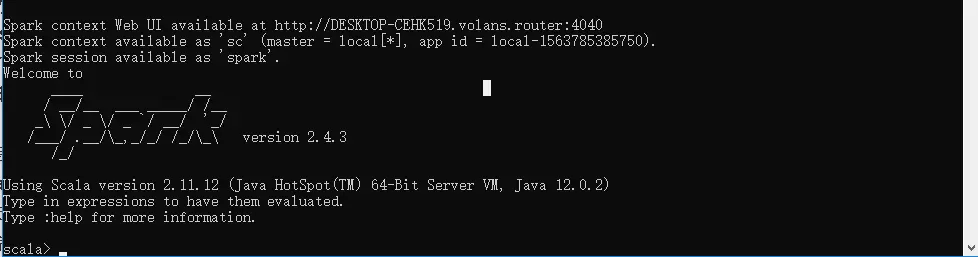 Spark context Web UI available at http://DESKTOP-CEHK519.volans.router:4040
Spark context available as 'sc' (master = local[*], app id = local-1563785385750).
Spark session available as 'spark'.
Welcome to
Spark version 2.4.3
Using Scala version 2.11.12 (Java HotSpot(TM) 64-Bit Server VM, Java 12.0.2)
Type in expressions to have them evaluated.
Type :help for more information.
scala>